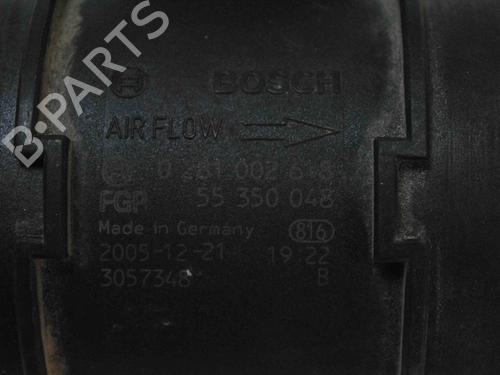 BOSCH
AIR FLOW
0 281 002 618
FGP 55 350 048
Made in Germany 816
2005-12-21 19:22
3057348 B
B-PARTS